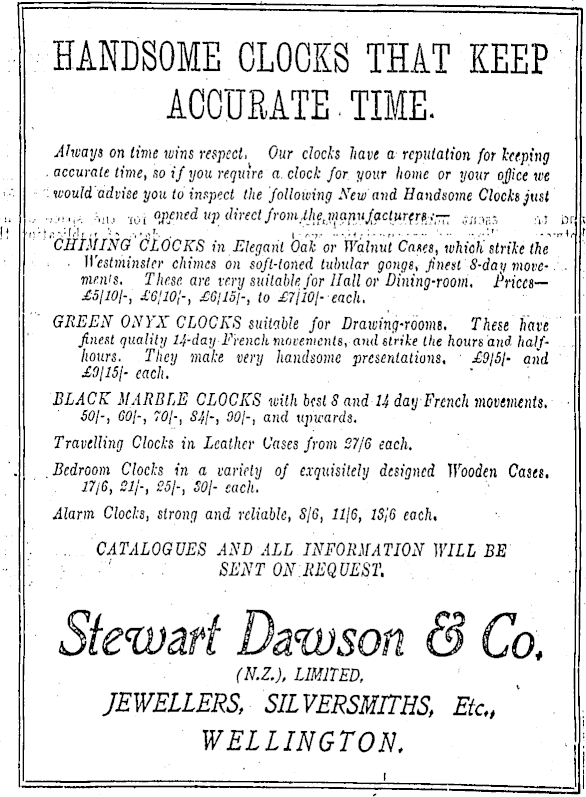 HANDSOME CLOCKS THAT KEEP
ACCURATE TIME.
Always on time wins respect. Our clocks have a reputation for keeping
accurate time, so if you require a clock for your home or your office we
would advise you to inspect the following New and Handsome Clocks just
opened up direct from the manufacturers:—
CHIMING CLOCKS in Elegant Oak or Walnut Cases, which strike the
Westminster chimes on soft-toned tubular gongs, finest 8-day move-
ments. These are very suitable for Hall or Dining-room. Prices—
£5/10/-, £6/10/-, £6/15/-, to £7/10/- each.
GREEN ONYX CLOCKS suitable for Drawing-rooms. These have
finest quality 14-day French movements, and strike the hours and half-
hours. They make very handsome presentations. £9/5/- and
£9/15/- each.
BLACK MARBLE CLOCKS with best 8 and 14 day French movements.
50/-, 60/-, 70/-, 84/-, 90/-, and upwards.
Travelling Clocks in Leather Cases from 27/6 each.
Bedroom Clocks in a variety of exquisitely designed Wooden Cases.
17/6, 21/-, 25/-, 30/- each.
Alarm Clocks, strong and reliable, 8/6, 11/6, 13/6 each.
CATALOGUES AND ALL INFORMATION WILL BE
SENT ON REQUEST.
Stewart Dawson & Co.
(N.Z.), LIMITED,
JEWELLERS, SILVERSMITHS, Etc.,
WELLINGTON.